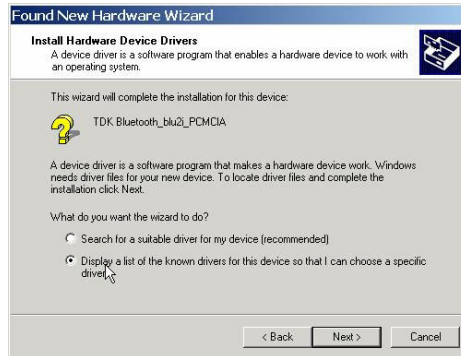 Found New Hardware Wizard
Install Hardware Device Drivers
A device driver is a software program that enables a hardware device to work with
an operating system.
This wizard will complete the installation for this device:
TDK Bluetooth_blu2i_PCMCIA
A device driver is a software program that makes a hardware device work. Windows
needs driver files for your new device. To locate driver files and complete the
installation click Next.
What do you want the wizard to do?
Search for a suitable driver for my device (recommended)
Display a list of the known drivers for this device so that I can choose a specific
driver
< Back Next > Cancel